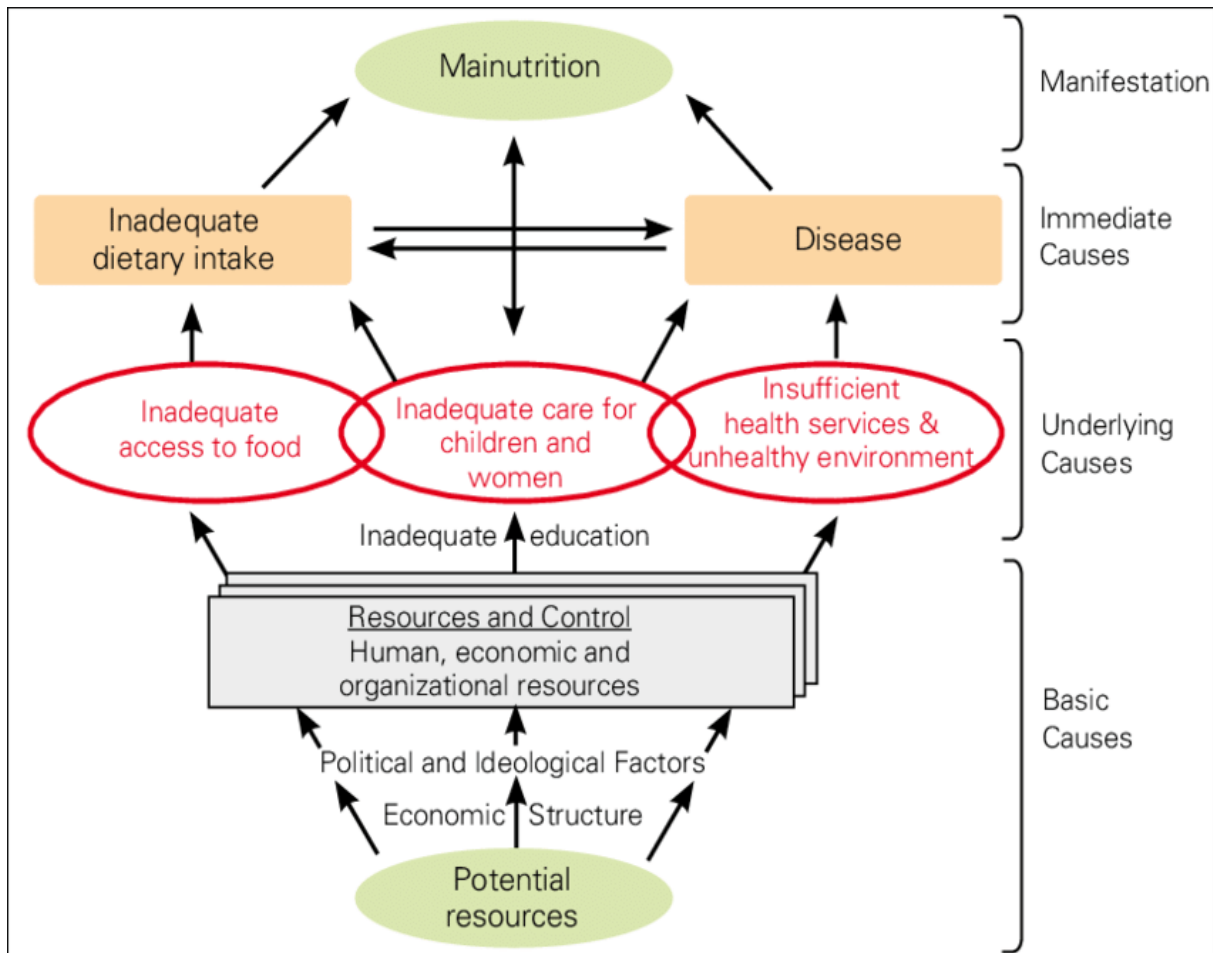 Mainutrition
Manifestation
Inadequate
dietary intake
Disease
Immediate
Causes
Inadequate
access to food
Inadequate care for
children and
women
Insufficient
health services &
unhealthy environment
Underlying
Causes
Inadequate education
Resources and Control
Human, economic and
organizational resources
Basic
Causes
Political and Ideological Factors
Economic Structure
Potential
resources